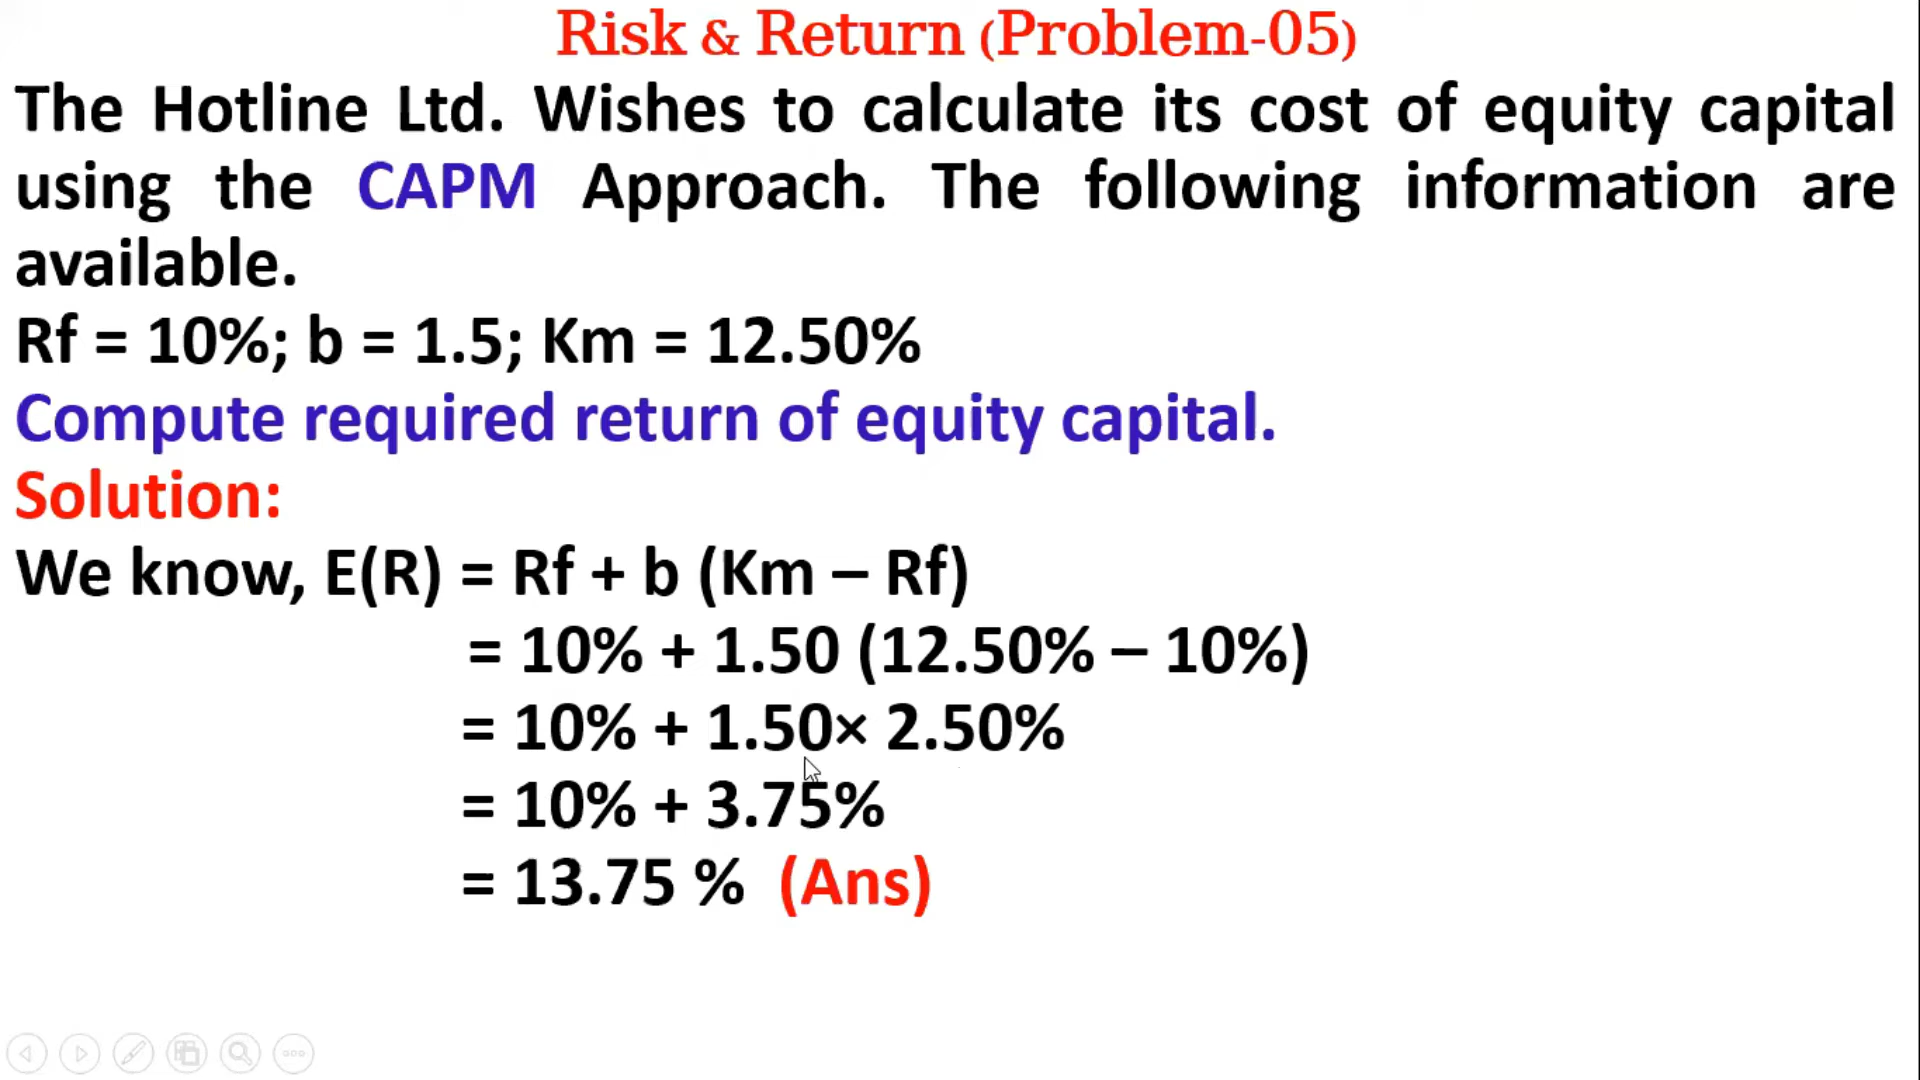 Risk & Return (Problem-05)
The Hotline Ltd. Wishes to calculate its cost of equity capital
using the CAPM Approach. The following information are
available.
Rf = 10%; b = 1.5; Km = 12.50%
Compute required return of equity capital.
Solution:
We know, E(R) = Rf + b (Km – Rf)
= 10% + 1.50 (12.50% – 10%)
= 10% + 1.50× 2.50%
= 10% + 3.75%
= 13.75 % (Ans)